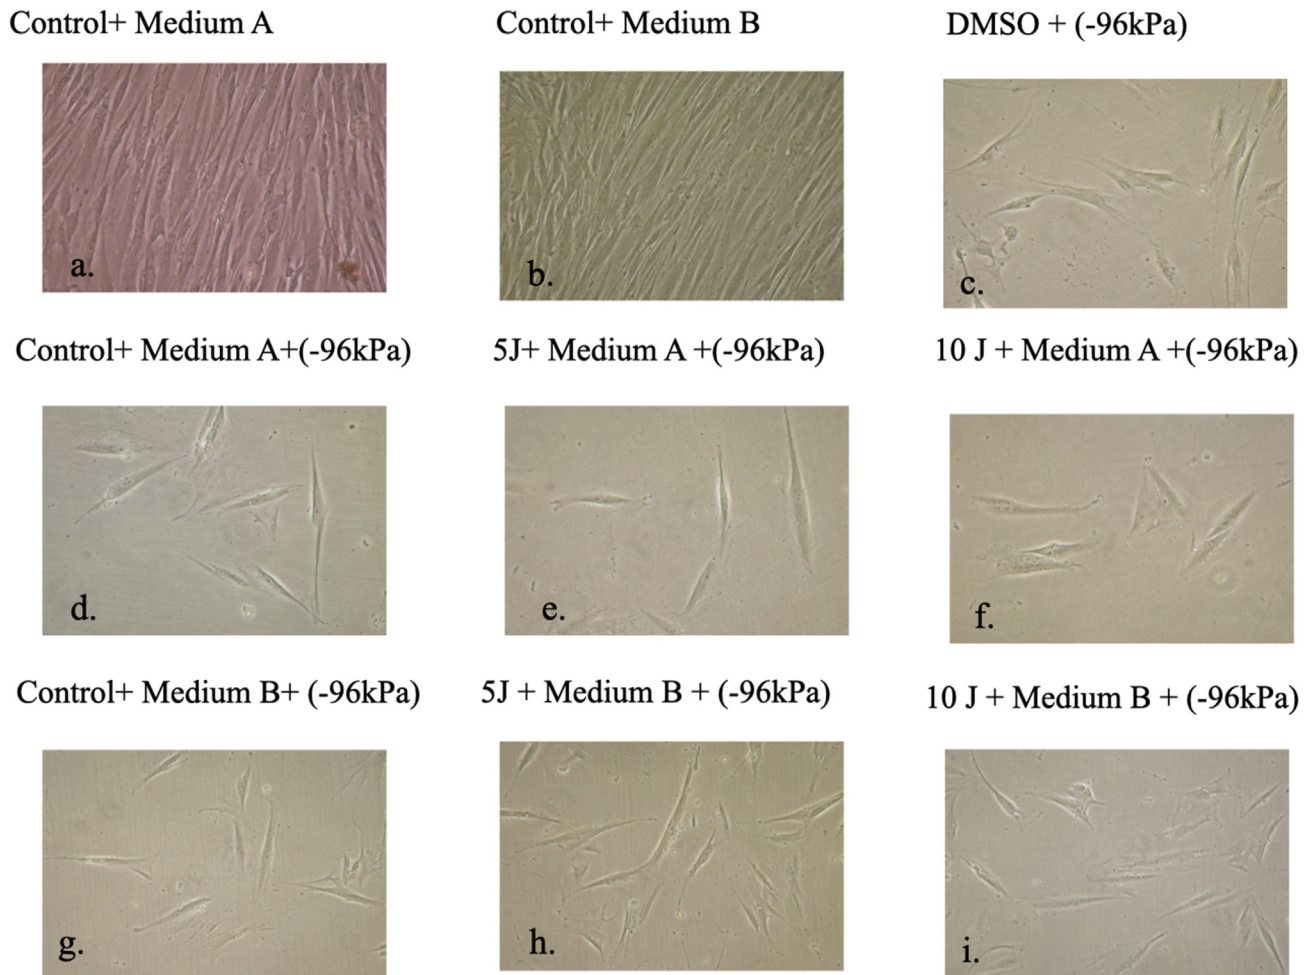 Control+ Medium A
Control+ Medium B
DMSO + (-96kPa)
a.
b.
c.
Control+ Medium A+(-96kPa)
5J+ Medium A +(-96kPa)
10 J + Medium A +(-96kPa)
d.
e.
f.
Control+ Medium B+ (-96kPa)
5J + Medium B + (-96kPa)
10 J + Medium B + (-96kPa)
g.
h.
i.